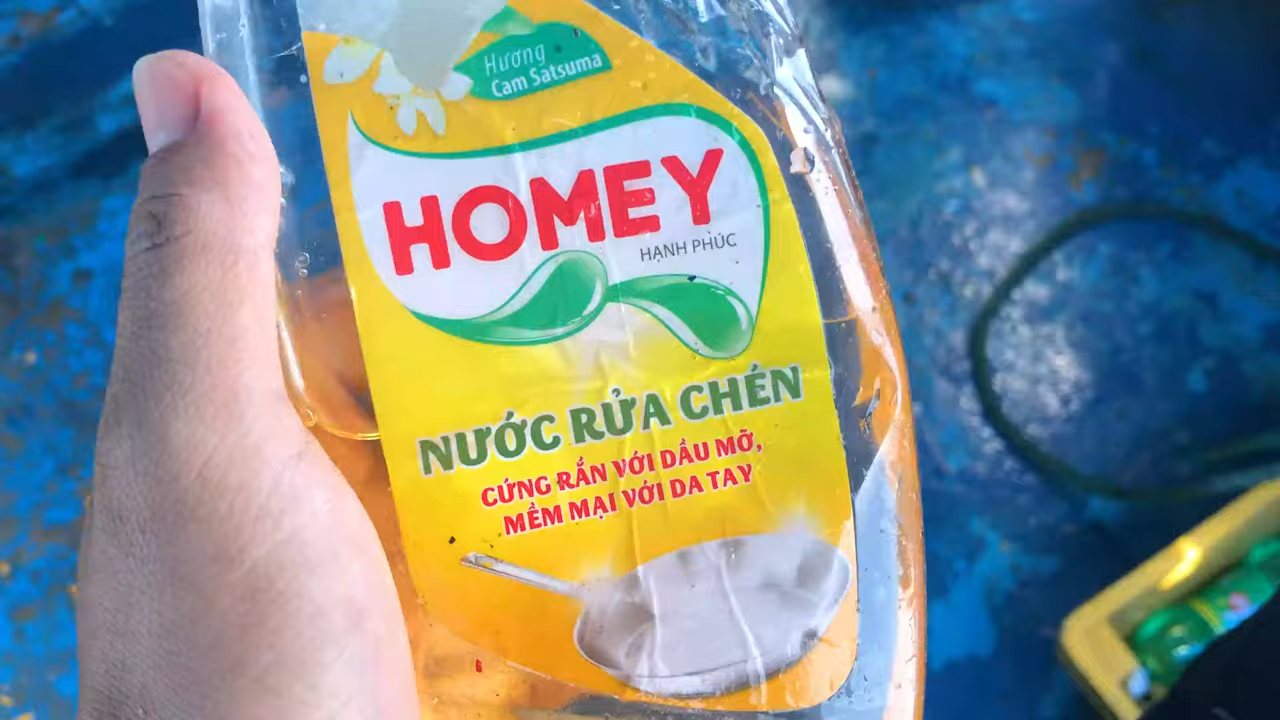 Hương
Cam Satsuma
HOMEY
HẠNH PHÚC
NƯỚC RỬA CHÉN
CỨNG RẮN VỚI DẦU MỠ,
MỀM MẠI VỚI DA TAY